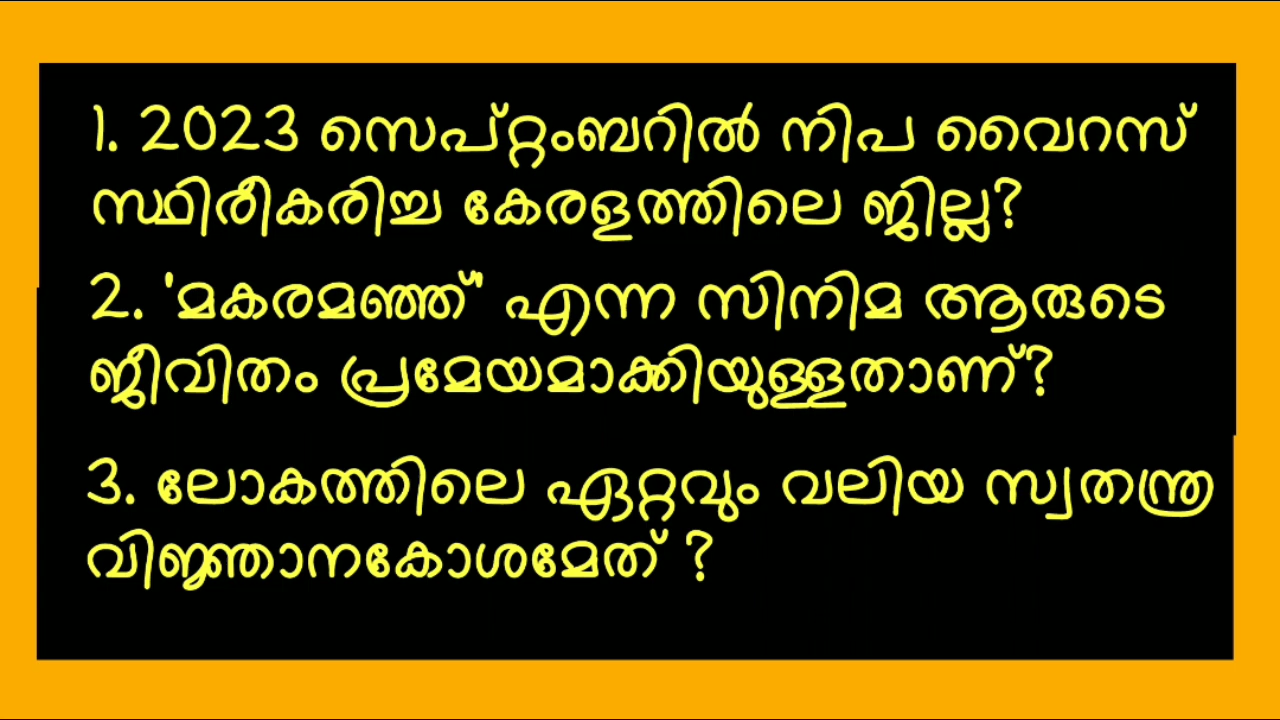 1. 2023 സെപ്റ്റംബറിൽ നിപ വൈറസ്
സ്ഥിരീകരിച്ച കേരളത്തിലെ ജില്ല?
2. 'മകരമഞ്ഞ്' എന്ന സിനിമ ആരുടെ
ജീവിതം പ്രമേയമാക്കിയുള്ളതാണ്?
3. ലോകത്തിലെ ഏറ്റവും വലിയ സ്വതന്ത്ര
വിജ്ഞാനകോശമേത് ?